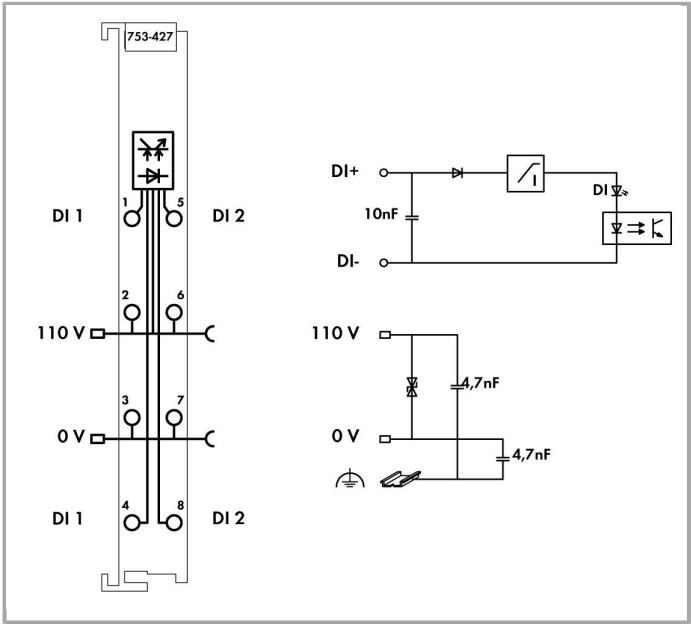 753-427
1
5
DI 1
DI 2
2
6
110 V
3
7
0 V
4
8
DI 1
DI 2
DI+
I
DI
10nF
DI-
110 V
4,7nF
0 V
4,7nF